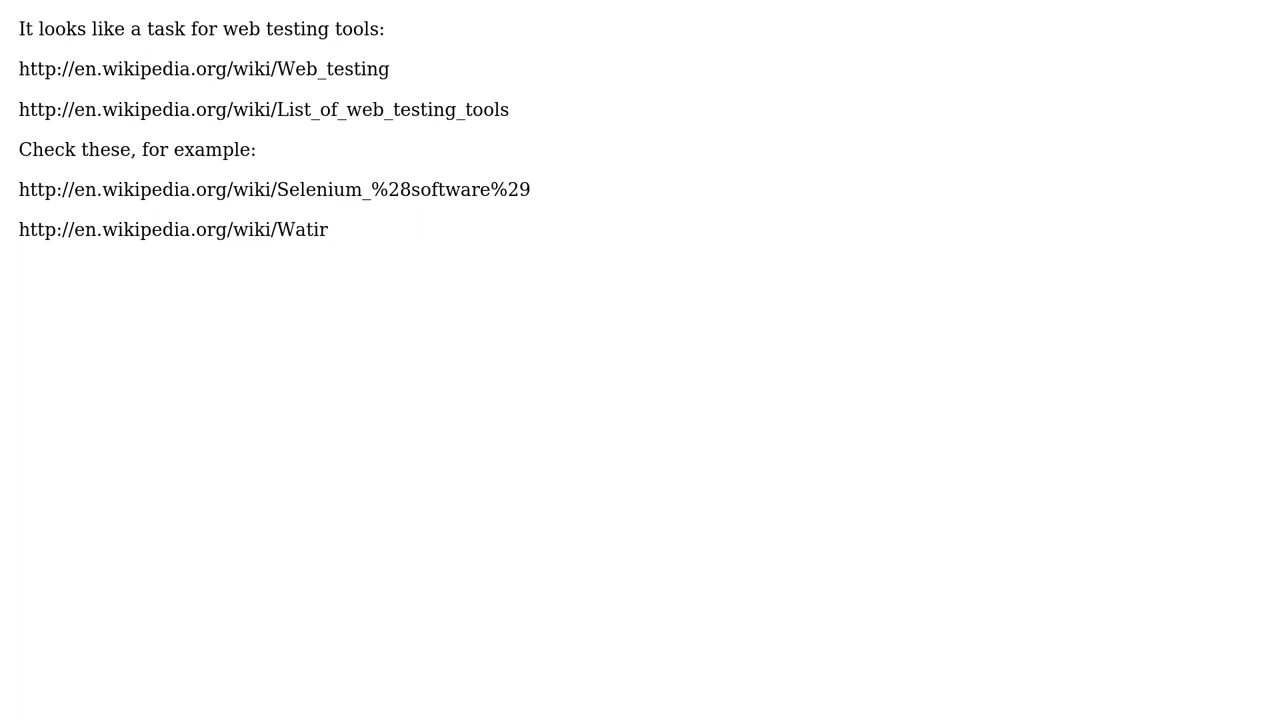 It looks like a task for web testing tools:
http://en.wikipedia.org/wiki/Web_testing
http://en.wikipedia.org/wiki/List_of_web_testing_tools
Check these, for example:
http://en.wikipedia.org/wiki/Selenium_%28software%29
http://en.wikipedia.org/wiki/Watir